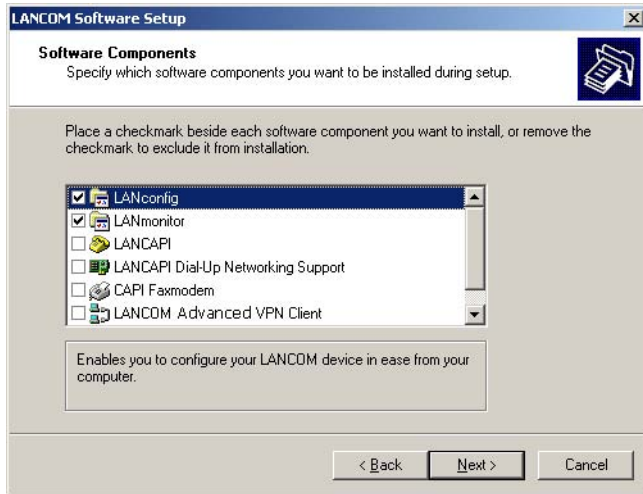 LANCOM Software Setup
Software Components
Specify which software components you want to be installed during setup.
Place a checkmark beside each software component you want to install, or remove the
checkmark to exclude it from installation.
LANconfig
LANmonitor
LANCAPI
LANCAPI Dial-Up Networking Support
CAPI Faxmodem
LANCOM Advanced VPN Client
Enables you to configure your LANCOM device in ease from your
computer.
< Back
Next >
Cancel